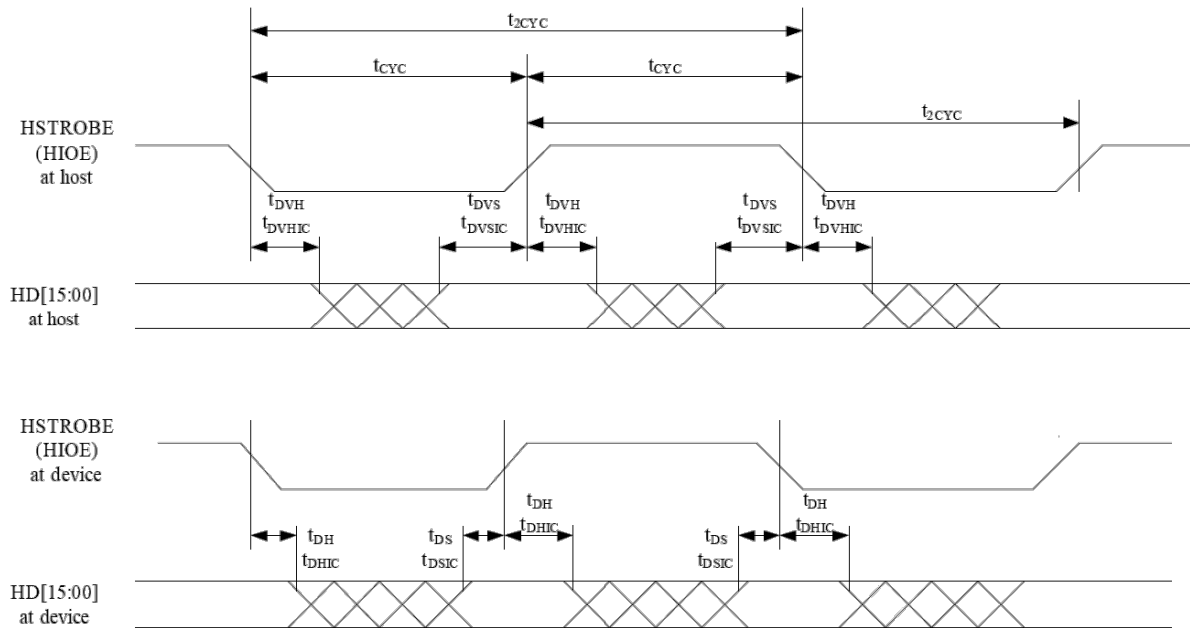 t2CYC
tCYC
tCYC
t2CYC
HSTROBE
(HIOE)
at host
tDVH
tDVS
tDVH
tDVS
tDVH
tDVHIC
tDVSIC
tDVHIC
tDVSIC
tDVHIC
HD[15:00]
at host
HSTROBE
(HIOE)
at device
tDH
tDH
tDH
tDS
tDHIC
tDS
tDHIC
tDHIC
tDSIC
tDSIC
HD[15:00]
at device